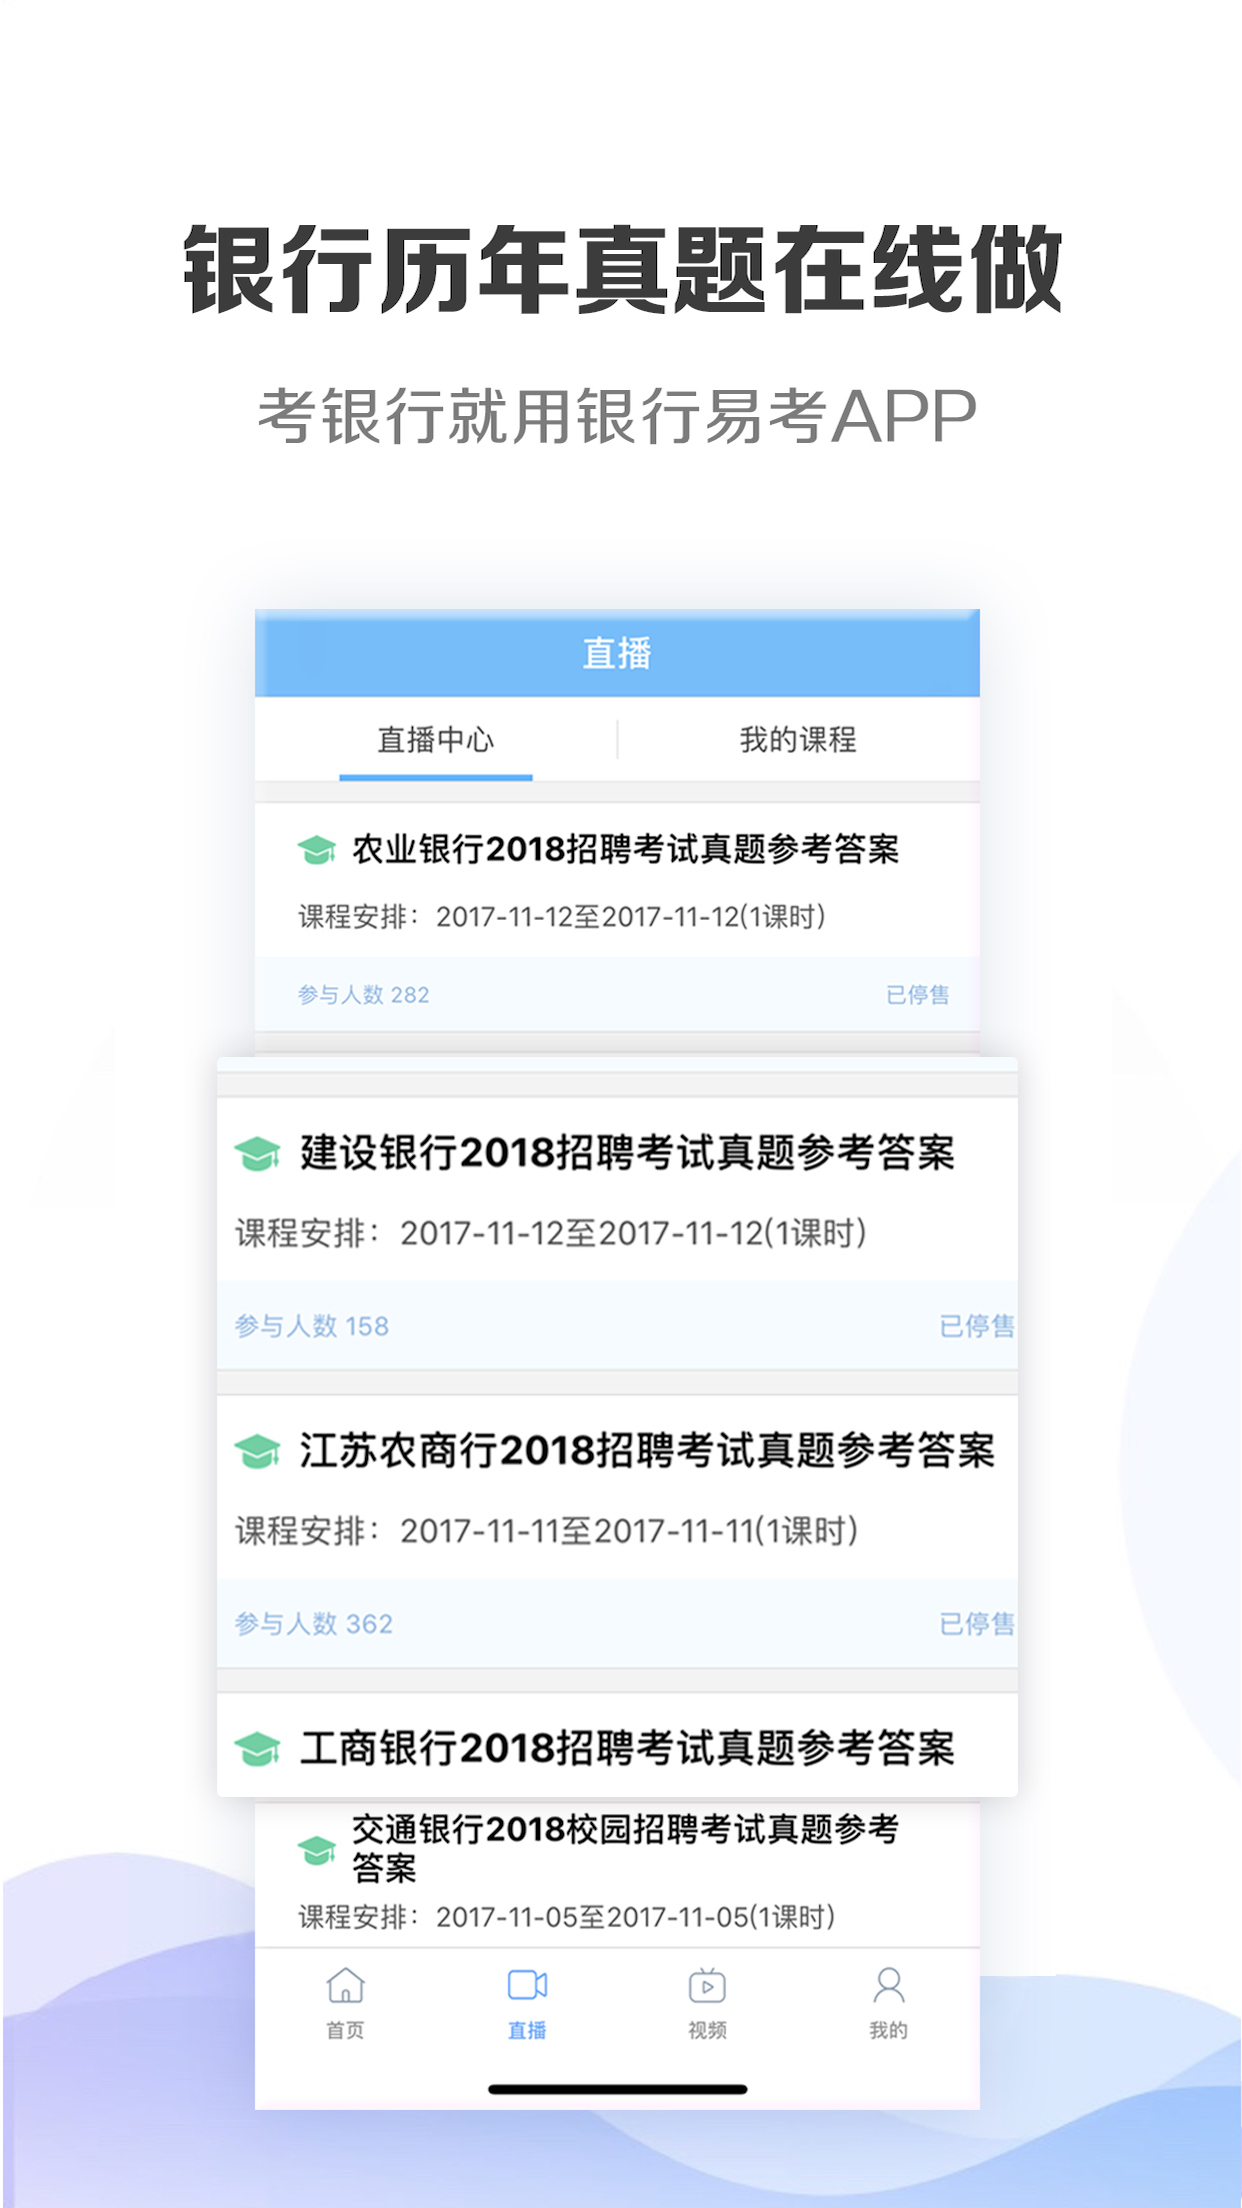 银行历年真题在线做
考银行就用银行易考APP
直播
直播中心
我的课程
农业银行2018招聘考试真题参考答案
课程安排：2017-11-12至2017-11-12(1课时)
参与人数 282
已停售
建设银行2018招聘考试真题参考答案
课程安排：2017-11-12至2017-11-12(1课时)
参与人数 158
已停售
江苏农商行2018招聘考试真题参考答案
课程安排：2017-11-11至2017-11-11(1课时)
参与人数 362
已停售
工商银行2018招聘考试真题参考答案
交通银行2018校园招聘考试真题参考
答案
课程安排：2017-11-05至2017-11-05(1课时)
首页
直播
视频
我的